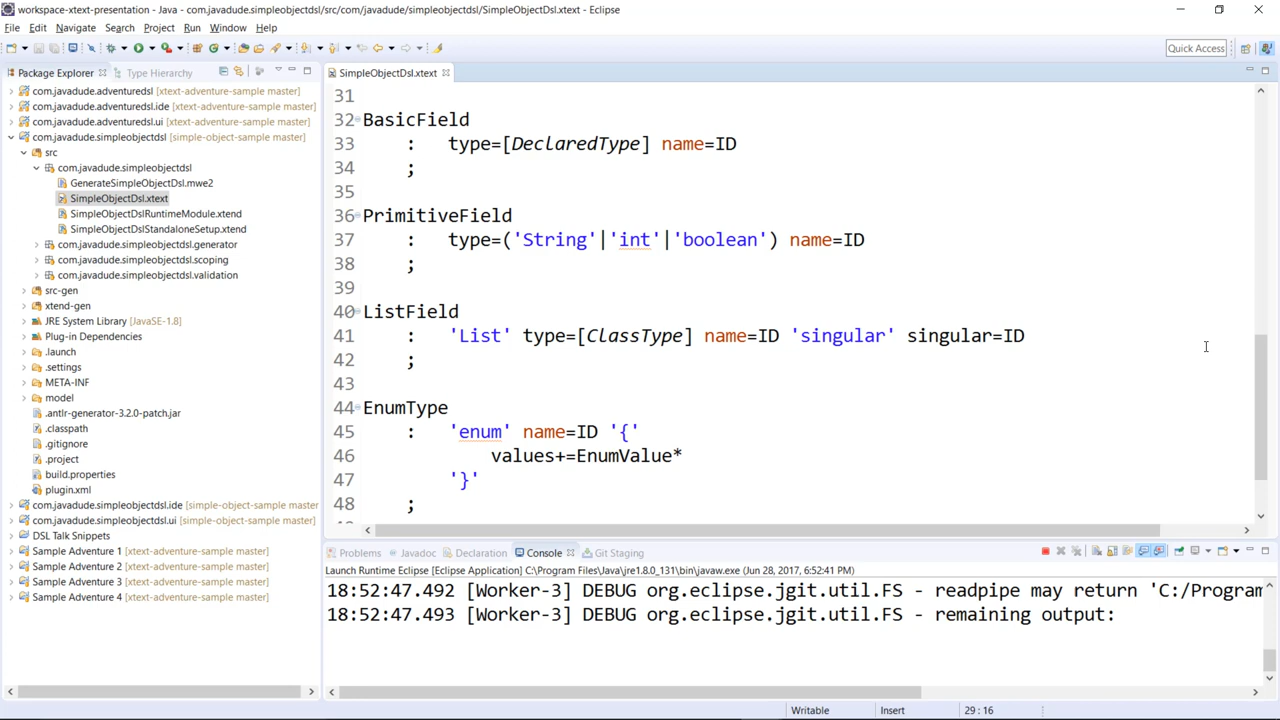 workspace-xtext-presentation - Java - com.javadude.simpleobjectdsl/src/com/javadude/simpleobjectdsl/SimpleObjectDsl.xtext - Eclipse
File Edit Navigate Search Project Run Window Help
Quick Access
Package Explorer Type Hierarchy
com.javadude.adventuredsl [xtext-adventure-sample master]
com.javadude.adventuredsl.ide [xtext-adventure-sample master]
com.javadude.adventuredsl.ui [xtext-adventure-sample master]
com.javadude.simpleobjectdsl [simple-object-sample master]
src
com.javadude.simpleobjectdsl
GenerateSimpleObjectDsl.mwe2
SimpleObjectDsl.xtext
SimpleObjectDslRuntimeModule.xtend
SimpleObjectDslStandaloneSetup.xtend
com.javadude.simpleobjectdsl.generator
com.javadude.simpleobjectdsl.scoping
com.javadude.simpleobjectdsl.validation
src-gen
xtend-gen
JRE System Library [JavaSE-1.8]
Plug-in Dependencies
.launch
.settings
META-INF
model
.antlr-generator-3.2.0-patch.jar
.classpath
.gitignore
.project
build.properties
plugin.xml
com.javadude.simpleobjectdsl.ide [simple-object-sample master]
com.javadude.simpleobjectdsl.ui [simple-object-sample master]
DSL Talk Snippets
Sample Adventure 1 [xtext-adventure-sample master]
Sample Adventure 2 [xtext-adventure-sample master]
Sample Adventure 3 [xtext-adventure-sample master]
Sample Adventure 4 [xtext-adventure-sample master]
SimpleObjectDsl.xtext
31
32 BasicField
33 : type=[DeclaredType] name=ID
34 ;
35
36 PrimitiveField
37 : type=('String'|'int'|'boolean') name=ID
38 ;
39
40 ListField
41 : 'List' type=[ClassType] name=ID 'singular' singular=ID
42 ;
43
44 EnumType
45 : 'enum' name=ID '{'
46 values+=EnumValue*
47 '}'
48 ;
Problems Javadoc Declaration Console Git Staging
Launch Runtime Eclipse [Eclipse Application] C:\Program Files\Java\jre1.8.0_131\bin\javaw.exe (Jun 28, 2017, 6:52:41 PM)
18:52:47.492 [Worker-3] DEBUG org.eclipse.jgit.util.FS - readpipe may return 'C:/Program
18:52:47.493 [Worker-3] DEBUG org.eclipse.jgit.util.FS - remaining output:
Writable Insert 29 : 16